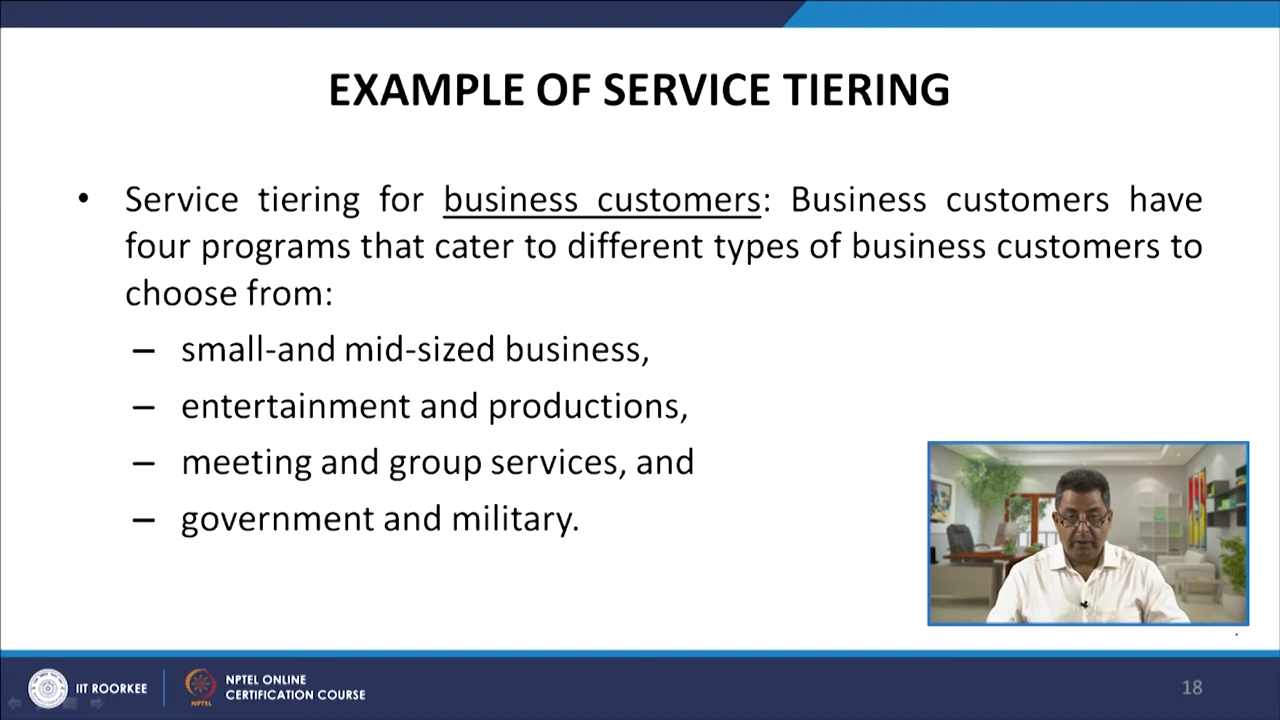 EXAMPLE OF SERVICE TIERING
• Service tiering for business customers: Business customers have
four programs that cater to different types of business customers to
choose from:
– small-and mid-sized business,
– entertainment and productions,
– meeting and group services, and
– government and military.
IIT ROORKEE
NPTEL
NPTEL ONLINE
CERTIFICATION COURSE
18